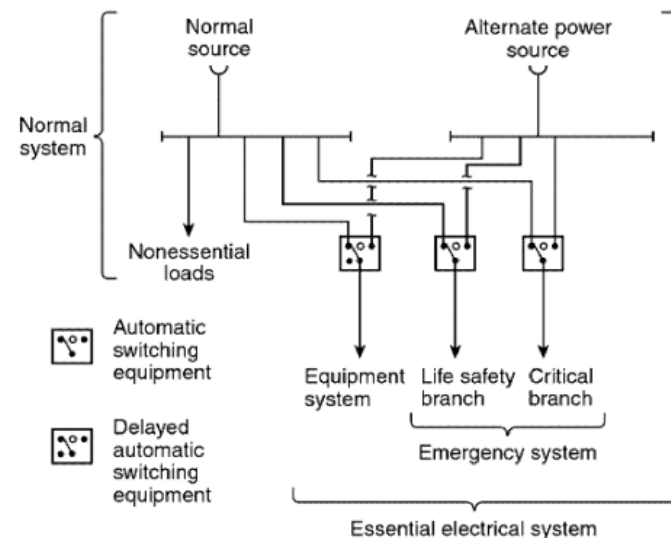 Normal
source
Alternate power
source
Normal
system
Nonessential
loads
Automatic
switching
equipment
Equipment
system
Life safety
branch
Critical
branch
Delayed
automatic
switching
equipment
Emergency system
Essential electrical system